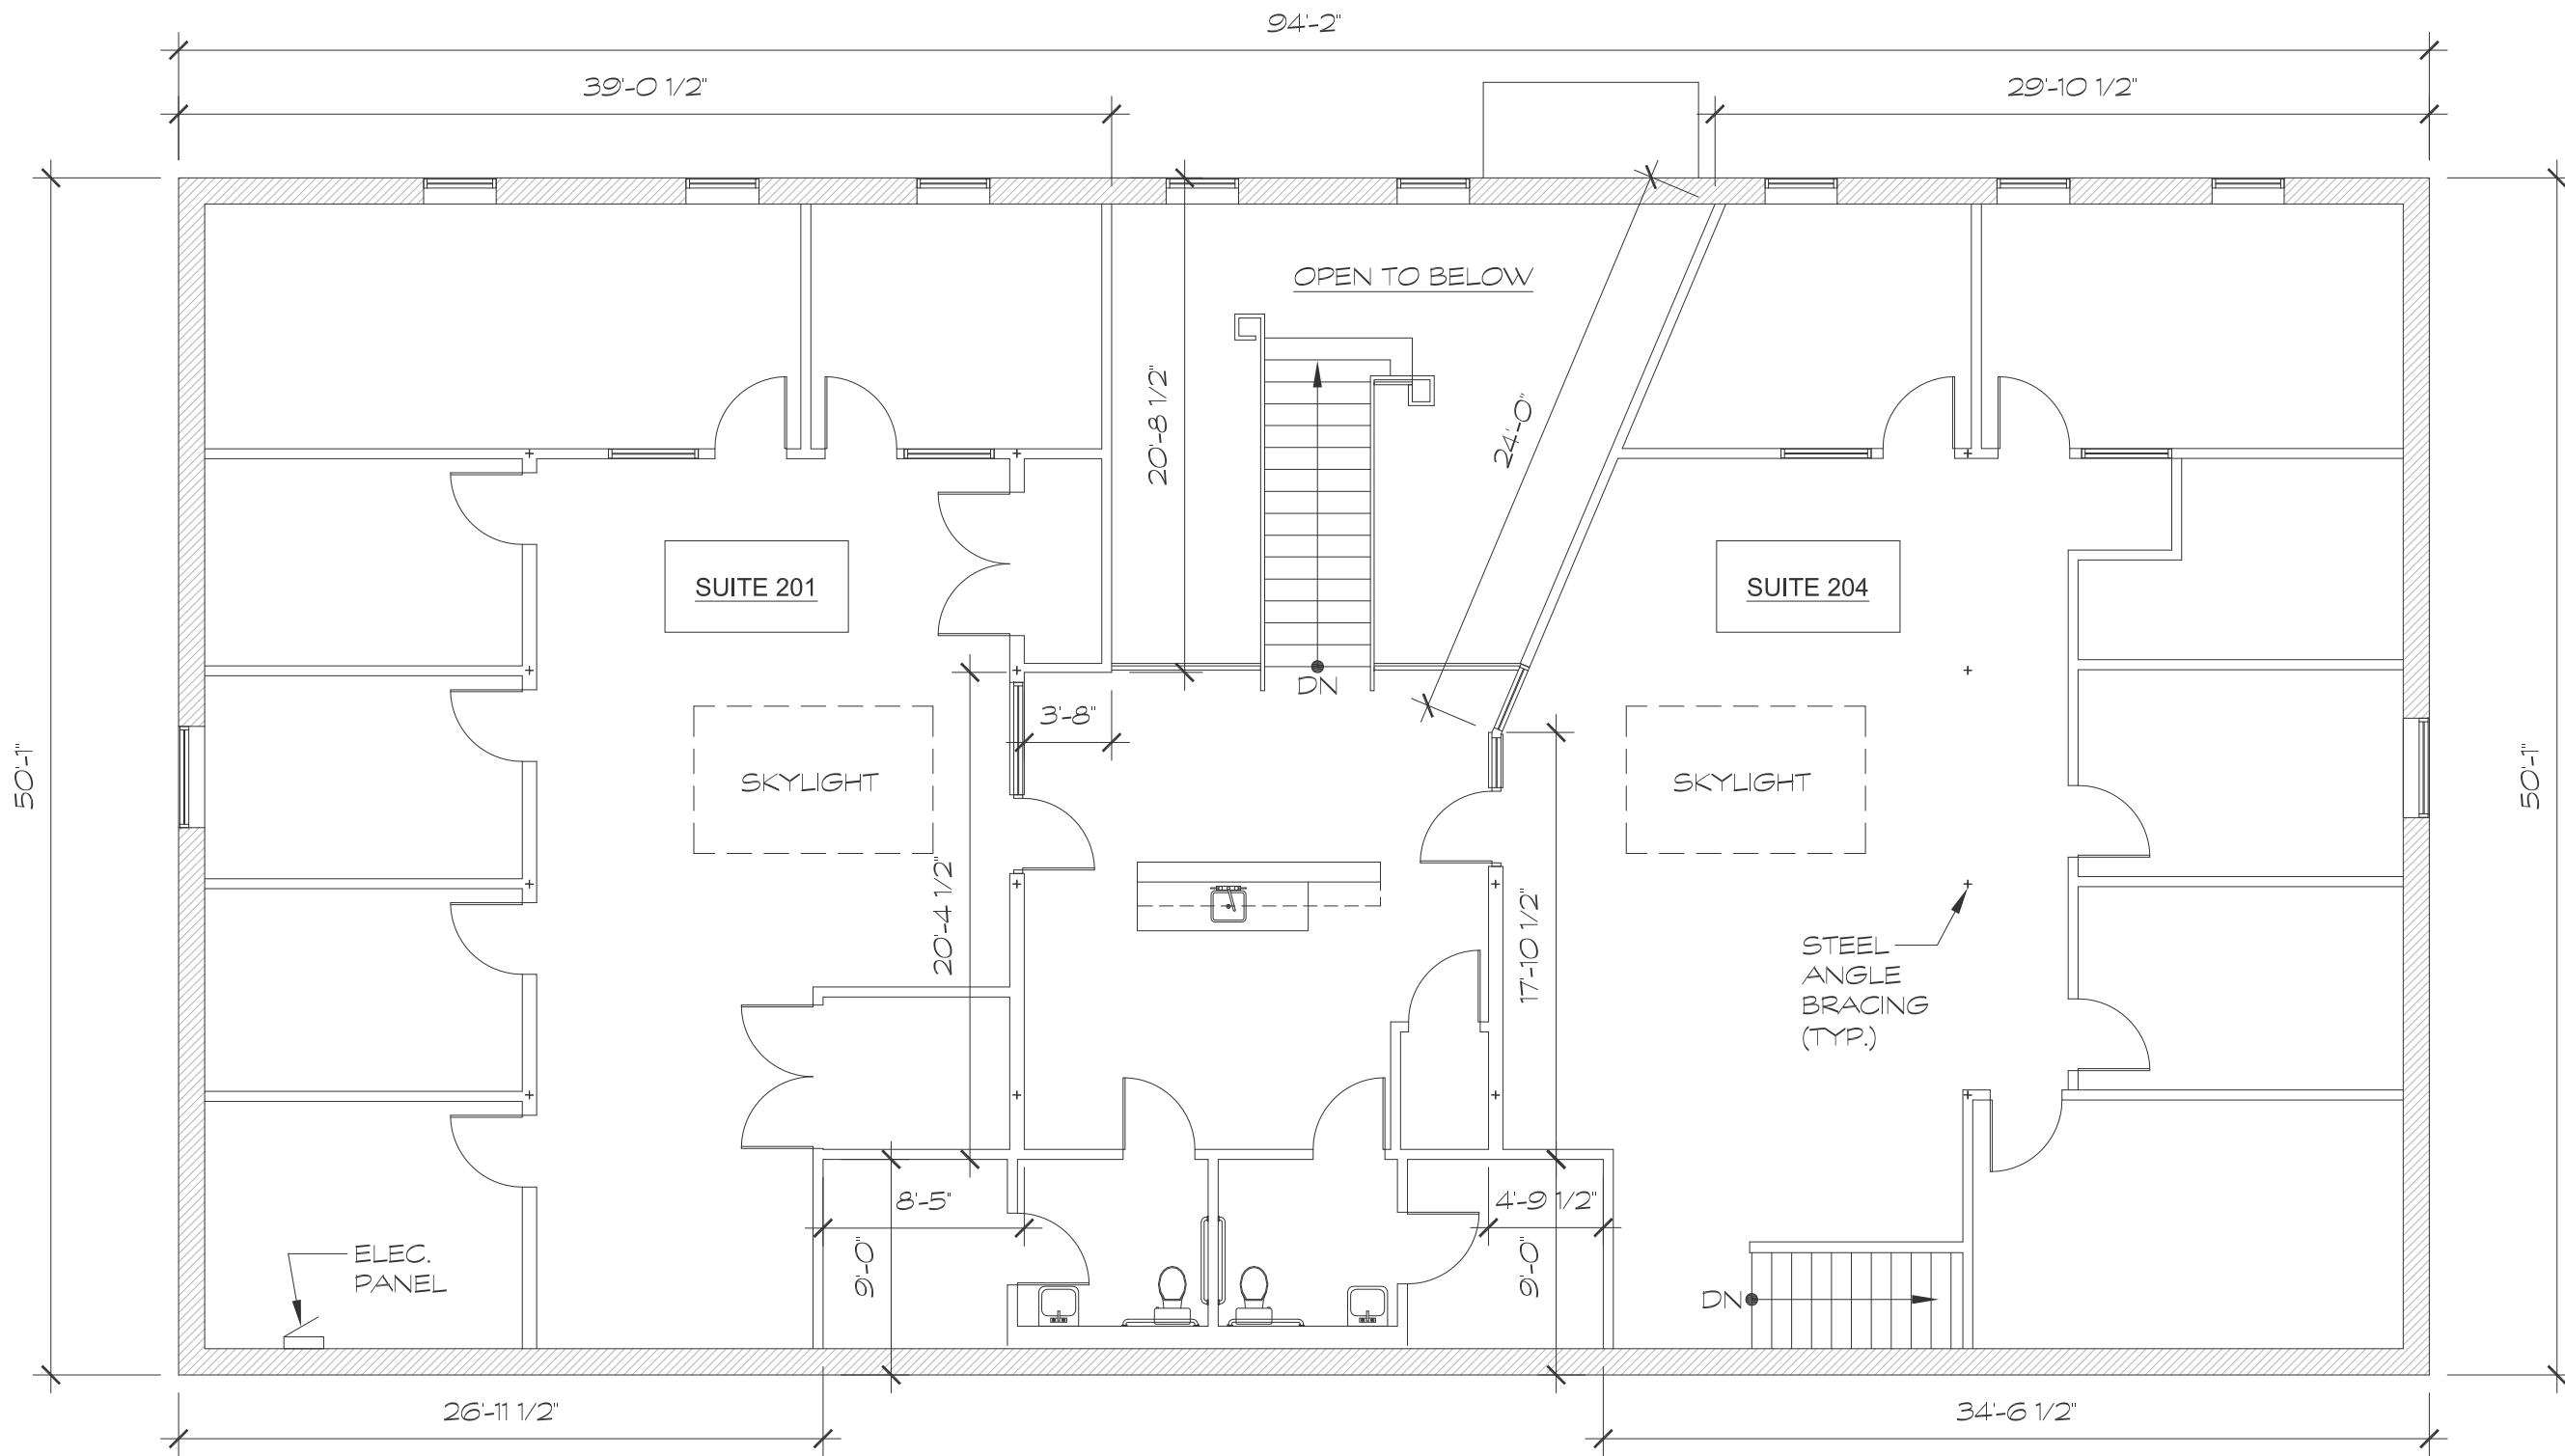 94'-2"
39'-0 1/2"
29'-10 1/2"
OPEN TO BELOW
20'-8 1/2"
24'-0"
SUITE 201
SUITE 204
DN
3'-8"
50'-1"
SKYLIGHT
SKYLIGHT
50'-1"
20'-4 1/2"
17'-10 1/2"
STEEL
ANGLE
BRACING
(TYP.)
8'-5"
4'-9 1/2"
9'-0"
9'-0"
ELEC.
PANEL
DN
26'-11 1/2"
34'-6 1/2"